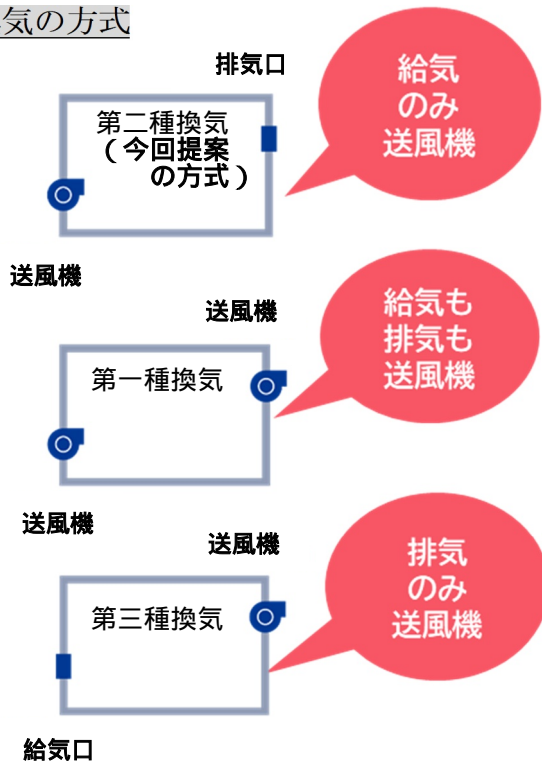 気の方式
排気口
給気
のみ
送風機
第二種換気
(今回提案
の方式)
送風機
送風機
給気も
排気も
送風機
第一種換気
送風機
送風機
排気
のみ
送風機
第三種換気
給気口